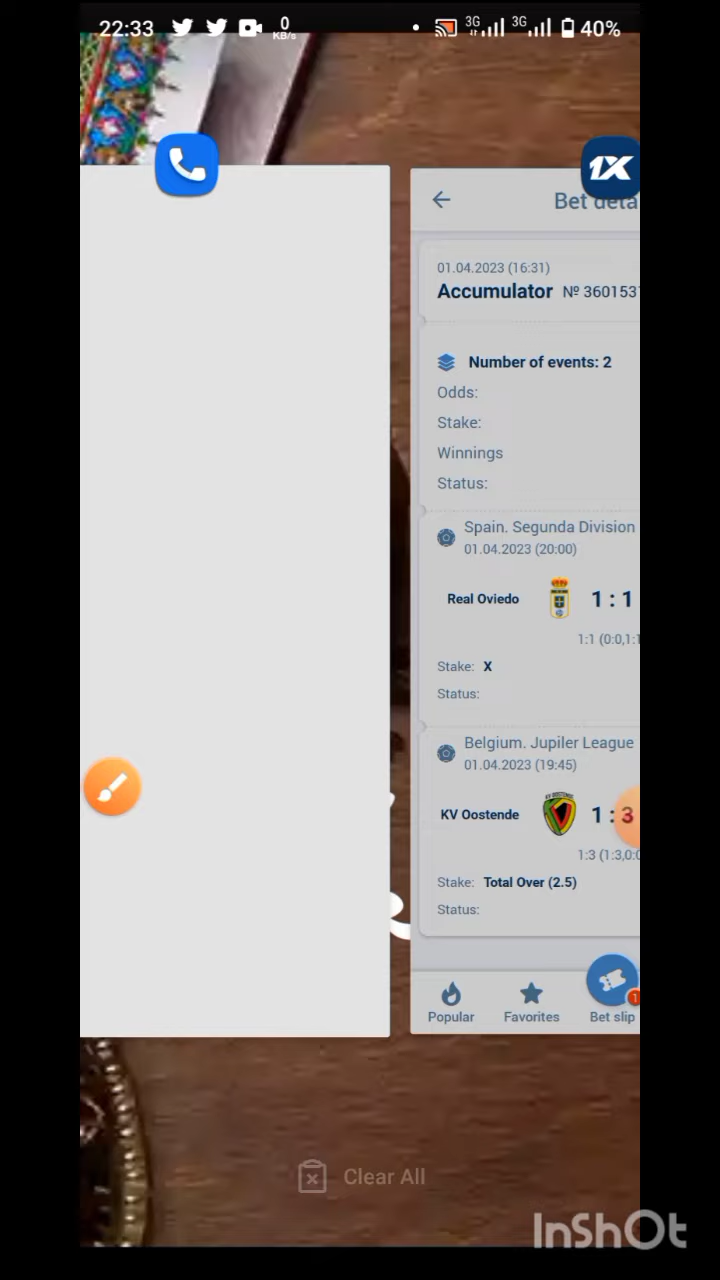 22:33 0 KB/s 3G 3G 40%
1X
Bet deta
01.04.2023 (16:31)
Accumulator Nº 360153
Number of events: 2
Odds:
Stake:
Winnings
Status:
Spain. Segunda Division
01.04.2023 (20:00)
Real Oviedo 1 : 1
1:1 (0:0,1:1
Stake: X
Status:
Belgium. Jupiler League
01.04.2023 (19:45)
KV Oostende 1 : 3
1:3 (1:3,0:0
Stake: Total Over (2.5)
Status:
1
Popular Favorites Bet slip
Clear All
InShOt